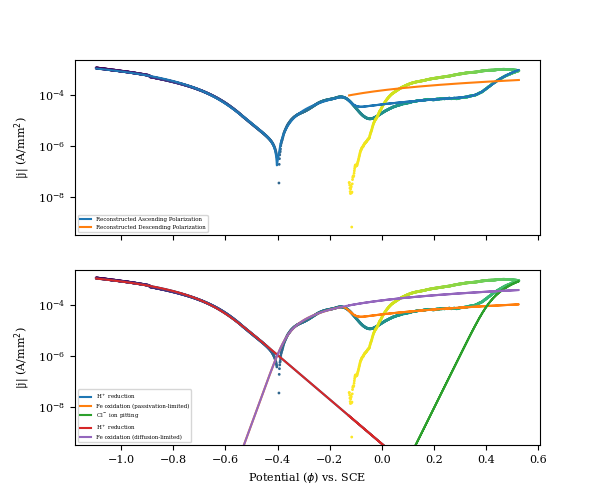 10⁻⁴
10⁻⁶
10⁻⁸
|j| (A/mm²)
Reconstructed Ascending Polarization
Reconstructed Descending Polarization
10⁻⁴
10⁻⁶
10⁻⁸
|j| (A/mm²)
H⁺ reduction
Fe oxidation (passivation-limited)
Cl⁻ ion pitting
H⁺ reduction
Fe oxidation (diffusion-limited)
−1.0 −0.8 −0.6 −0.4 −0.2 0.0 0.2 0.4 0.6
Potential (ϕ) vs. SCE